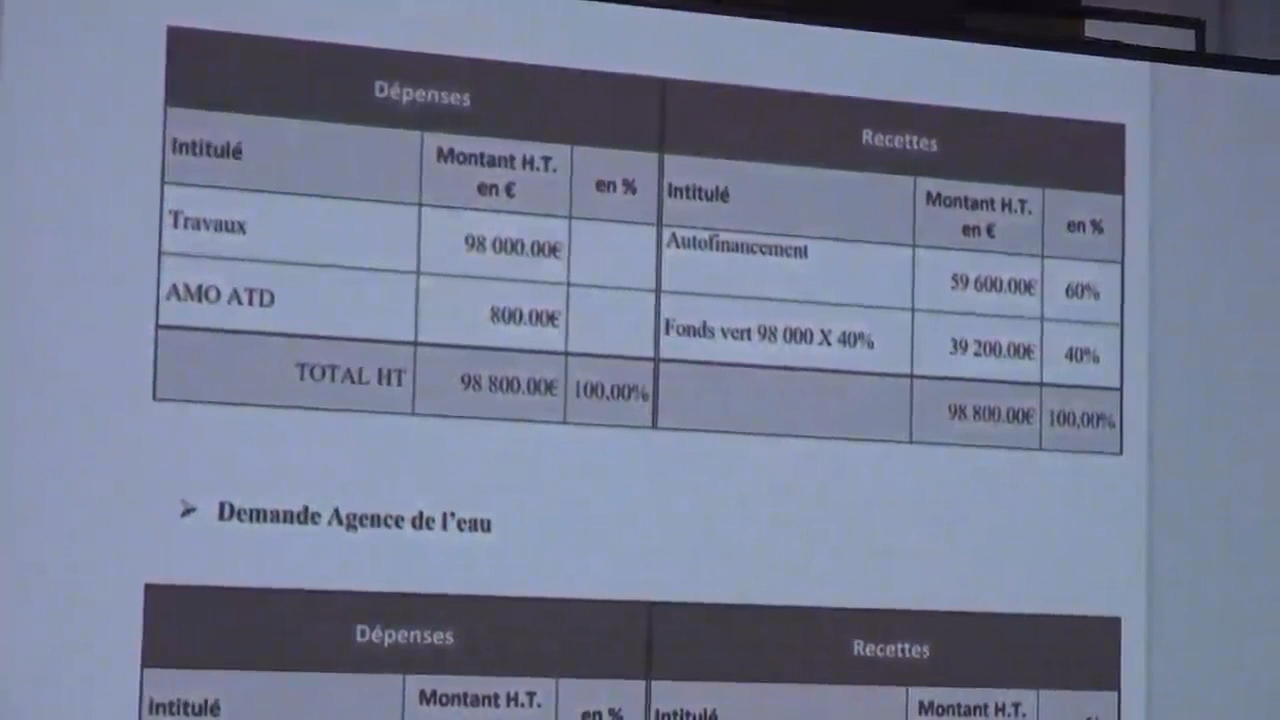 Dépenses Recettes
Intitulé Montant H.T. en € en % Intitulé Montant H.T. en € en %
Travaux 98 000.00€ Autofinancement 59 600.00€ 60%
AMO ATD 800.00€ Fonds vert 98 000 X 40% 39 200.00€ 40%
TOTAL HT 98 800.00€ 100,00% 98 800.00€ 100,00%
➢ Demande Agence de l'eau
Dépenses Recettes
Intitulé Montant H.T. en % Intitulé Montant H.T.